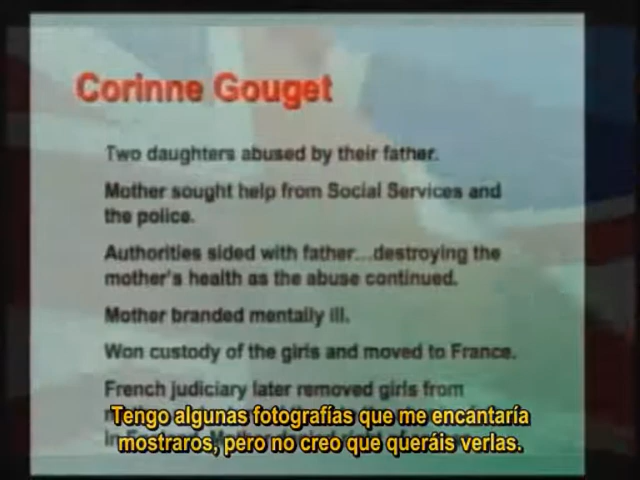 Corinne Gouget
Two daughters abused by their father.
Mother sought help from Social Services and
the police.
Authorities sided with father...destroying the
mother's health as the abuse continued.
Mother branded mentally ill.
Won custody of the girls and moved to France.
French judiciary later removed girls from
Tengo algunas fotografías que me encantaría
mostraros, pero no creo que queráis verlas.